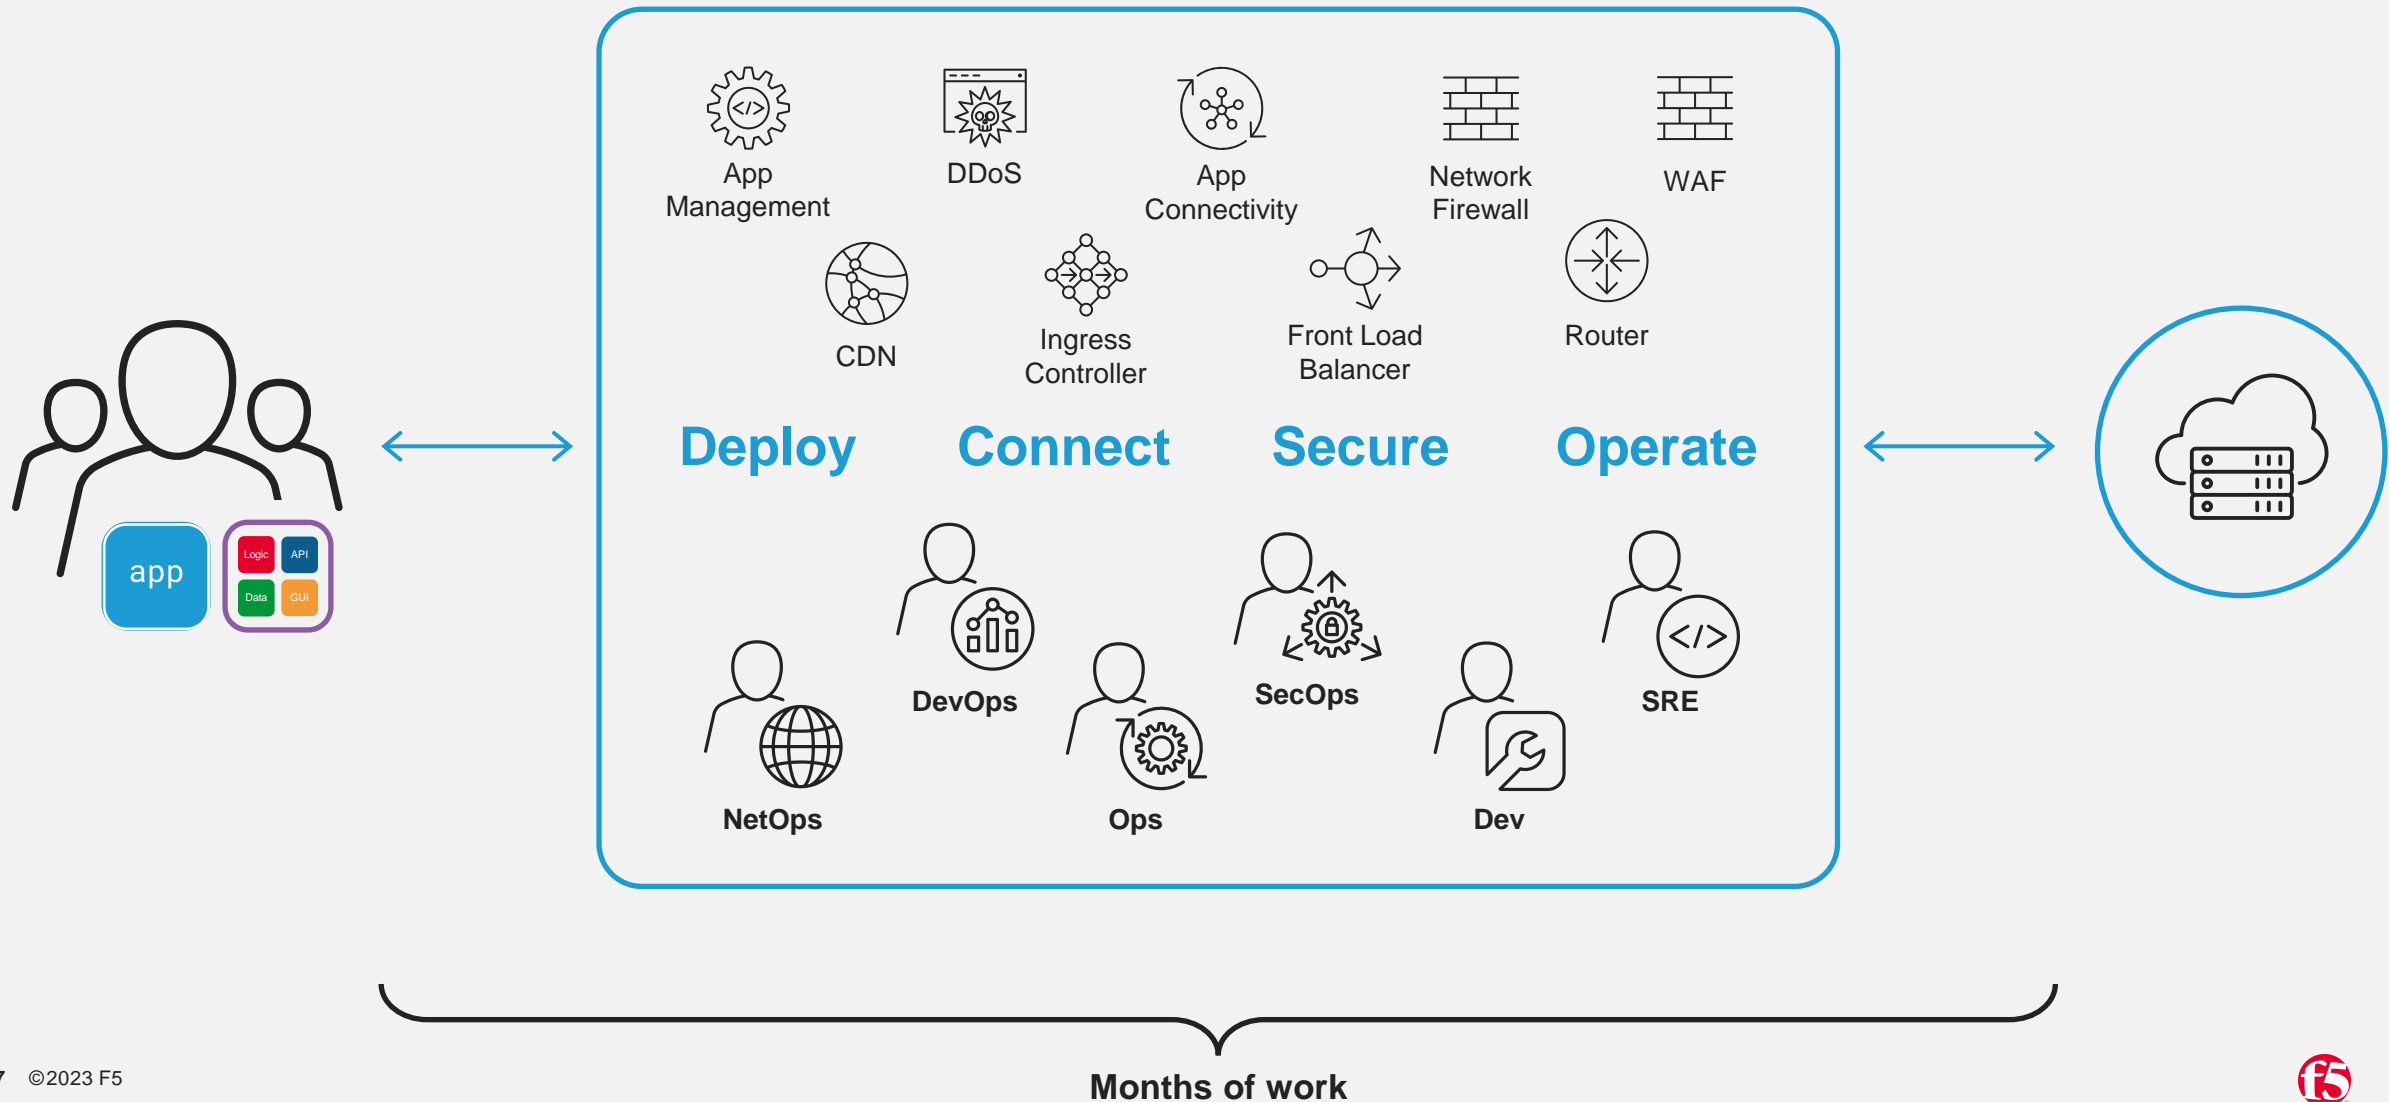 App
Management
DDoS
App
Connectivity
Network
Firewall
WAF
CDN
Ingress
Controller
Front Load
Balancer
Router
Deploy Connect Secure Operate
app
Logic API
Data GUI
</>
DevOps
SecOps
</>
SRE
NetOps
Ops
Dev
7 ©2023 F5
Months of work
f5